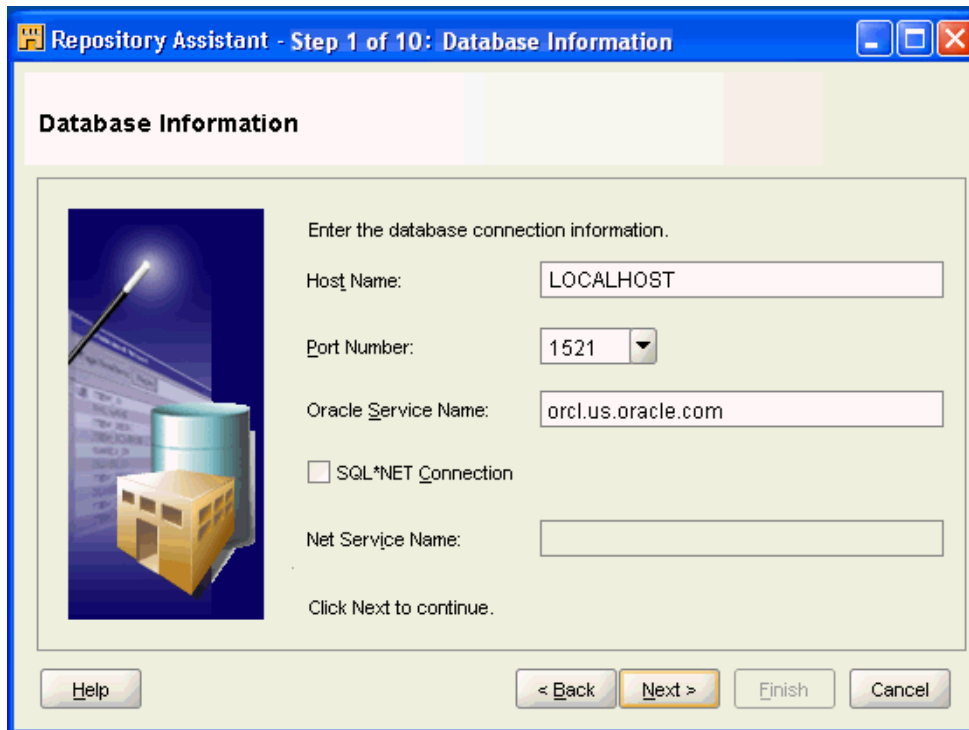 Repository Assistant - Step 1 of 10: Database Information
Database Information
Enter the database connection information.
Host Name: LOCALHOST
Port Number: 1521
Oracle Service Name: orcl.us.oracle.com
SQL*NET Connection
Net Service Name:
Click Next to continue.
Help < Back Next > Finish Cancel